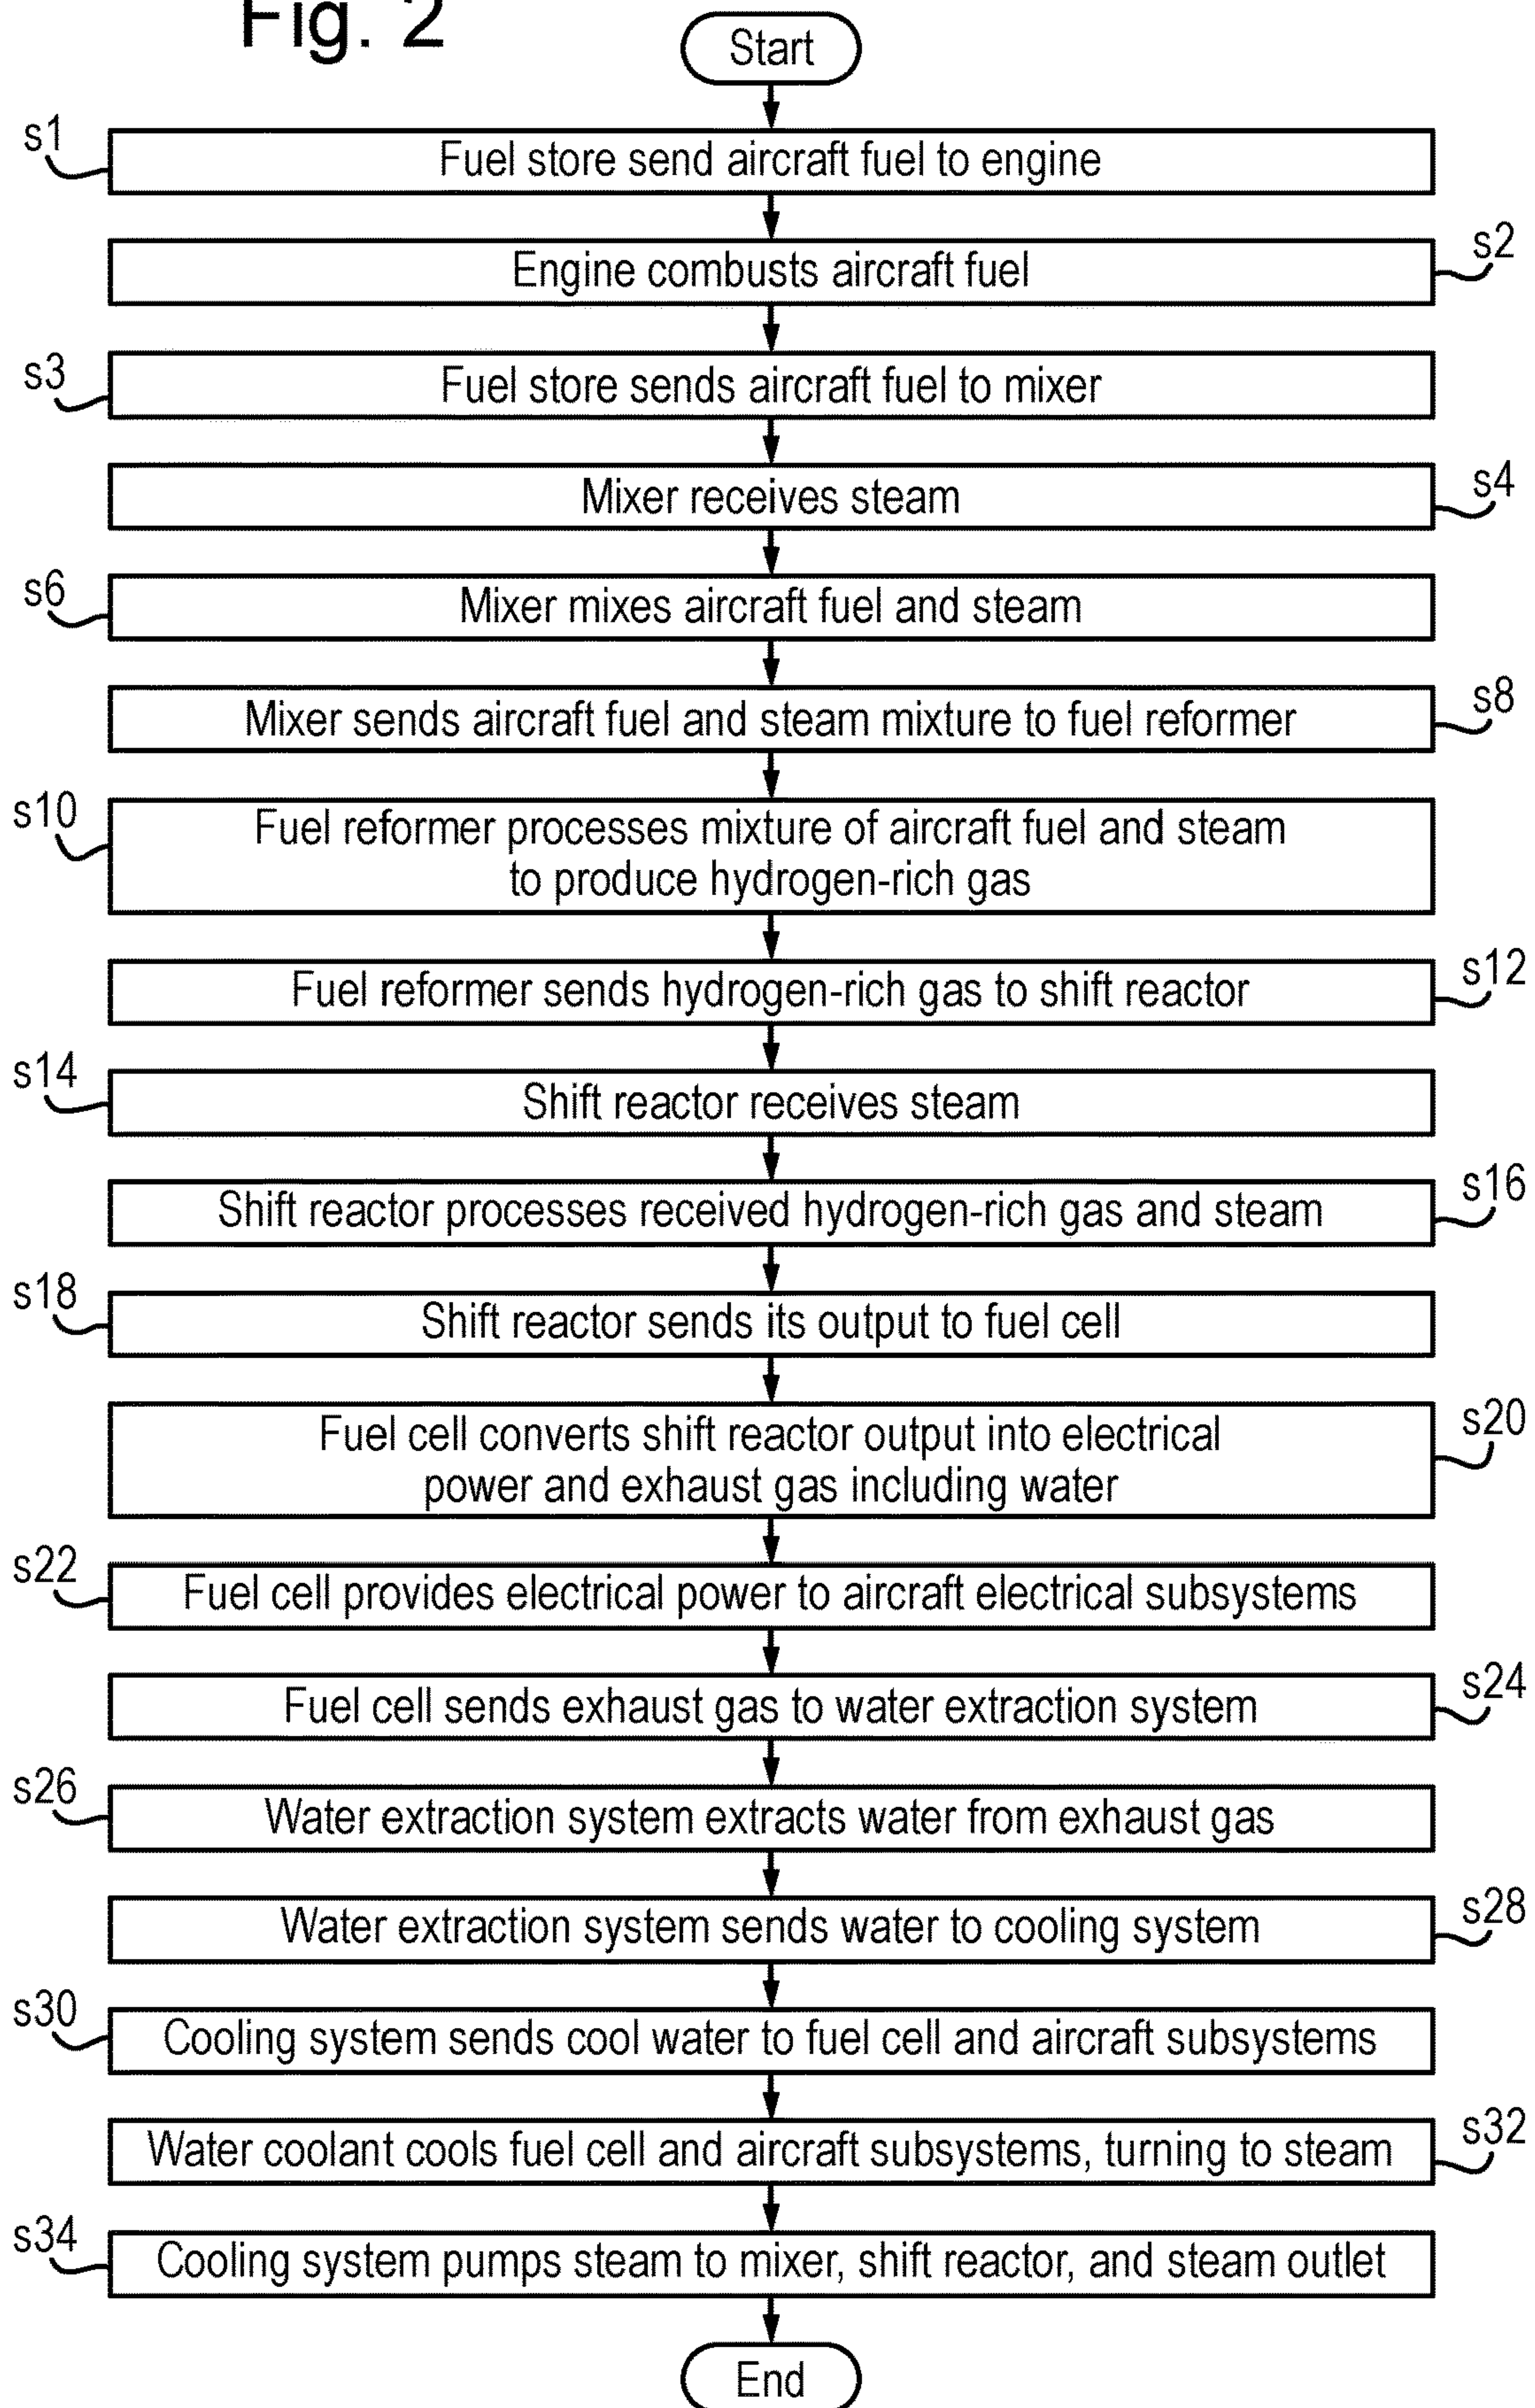 Fig. 2
Start
s1
Fuel store send aircraft fuel to engine
s2
Engine combusts aircraft fuel
s3
Fuel store sends aircraft fuel to mixer
s4
Mixer receives steam
s6
Mixer mixes aircraft fuel and steam
s8
Mixer sends aircraft fuel and steam mixture to fuel reformer
s10
Fuel reformer processes mixture of aircraft fuel and steam
to produce hydrogen-rich gas
s12
Fuel reformer sends hydrogen-rich gas to shift reactor
s14
Shift reactor receives steam
s16
Shift reactor processes received hydrogen-rich gas and steam
s18
Shift reactor sends its output to fuel cell
s20
Fuel cell converts shift reactor output into electrical
power and exhaust gas including water
s22
Fuel cell provides electrical power to aircraft electrical subsystems
s24
Fuel cell sends exhaust gas to water extraction system
s26
Water extraction system extracts water from exhaust gas
s28
Water extraction system sends water to cooling system
s30
Cooling system sends cool water to fuel cell and aircraft subsystems
s32
Water coolant cools fuel cell and aircraft subsystems, turning to steam
s34
Cooling system pumps steam to mixer, shift reactor, and steam outlet
End